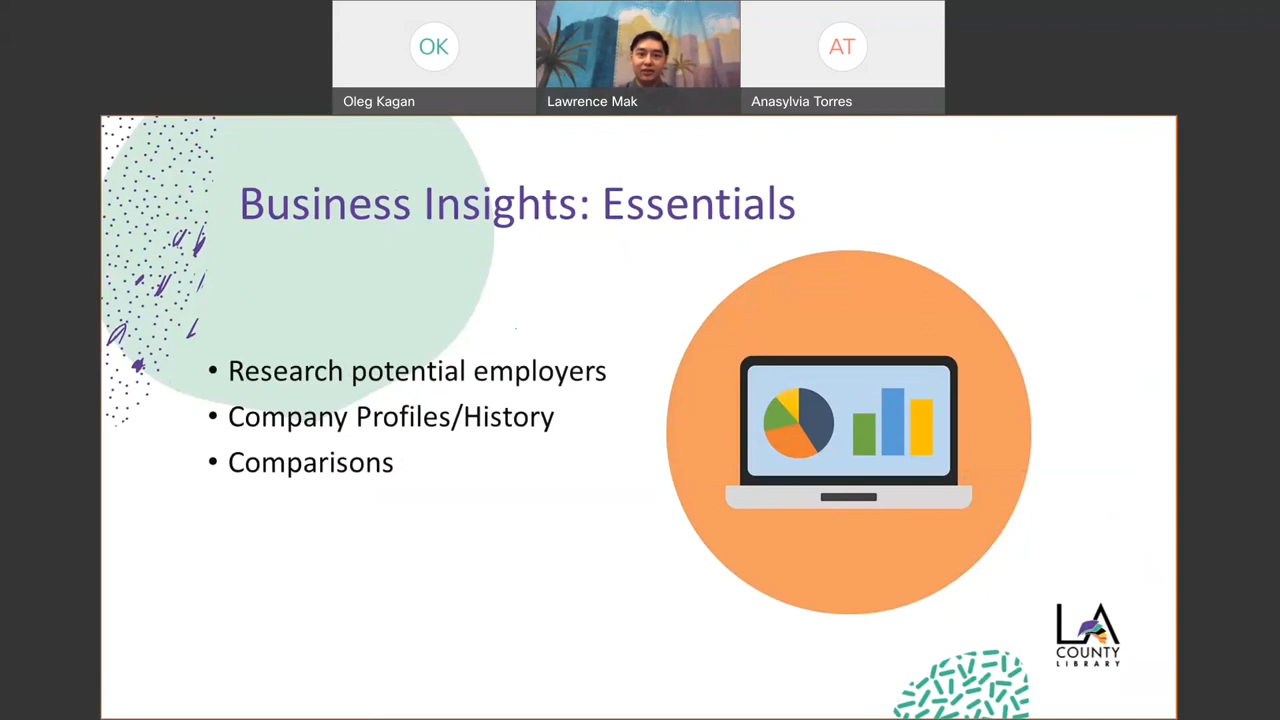 OK
AT
Oleg Kagan
Lawrence Mak
Anasylvia Torres
Business Insights: Essentials
• Research potential employers
• Company Profiles/History
• Comparisons
LA
COUNTY
LIBRARY